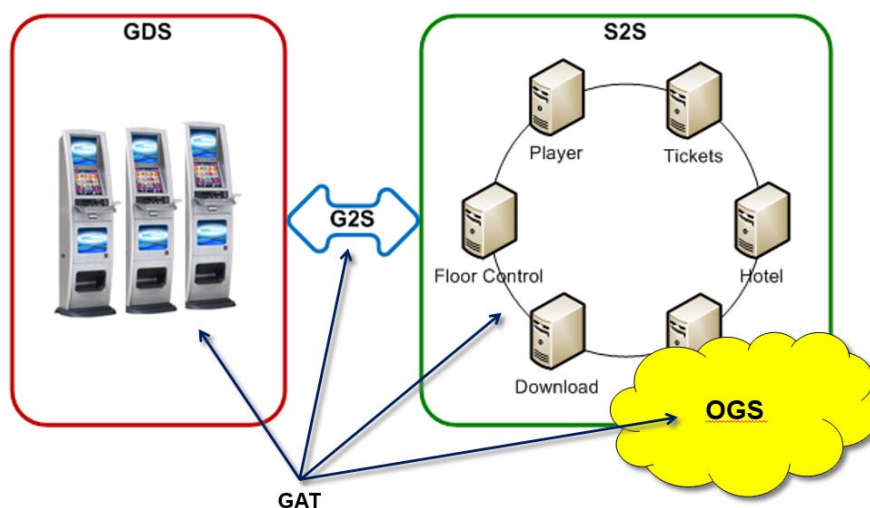 GDS
S2S
Player
Tickets
G2S
Floor Control
Hotel
Download
OGS
GAT